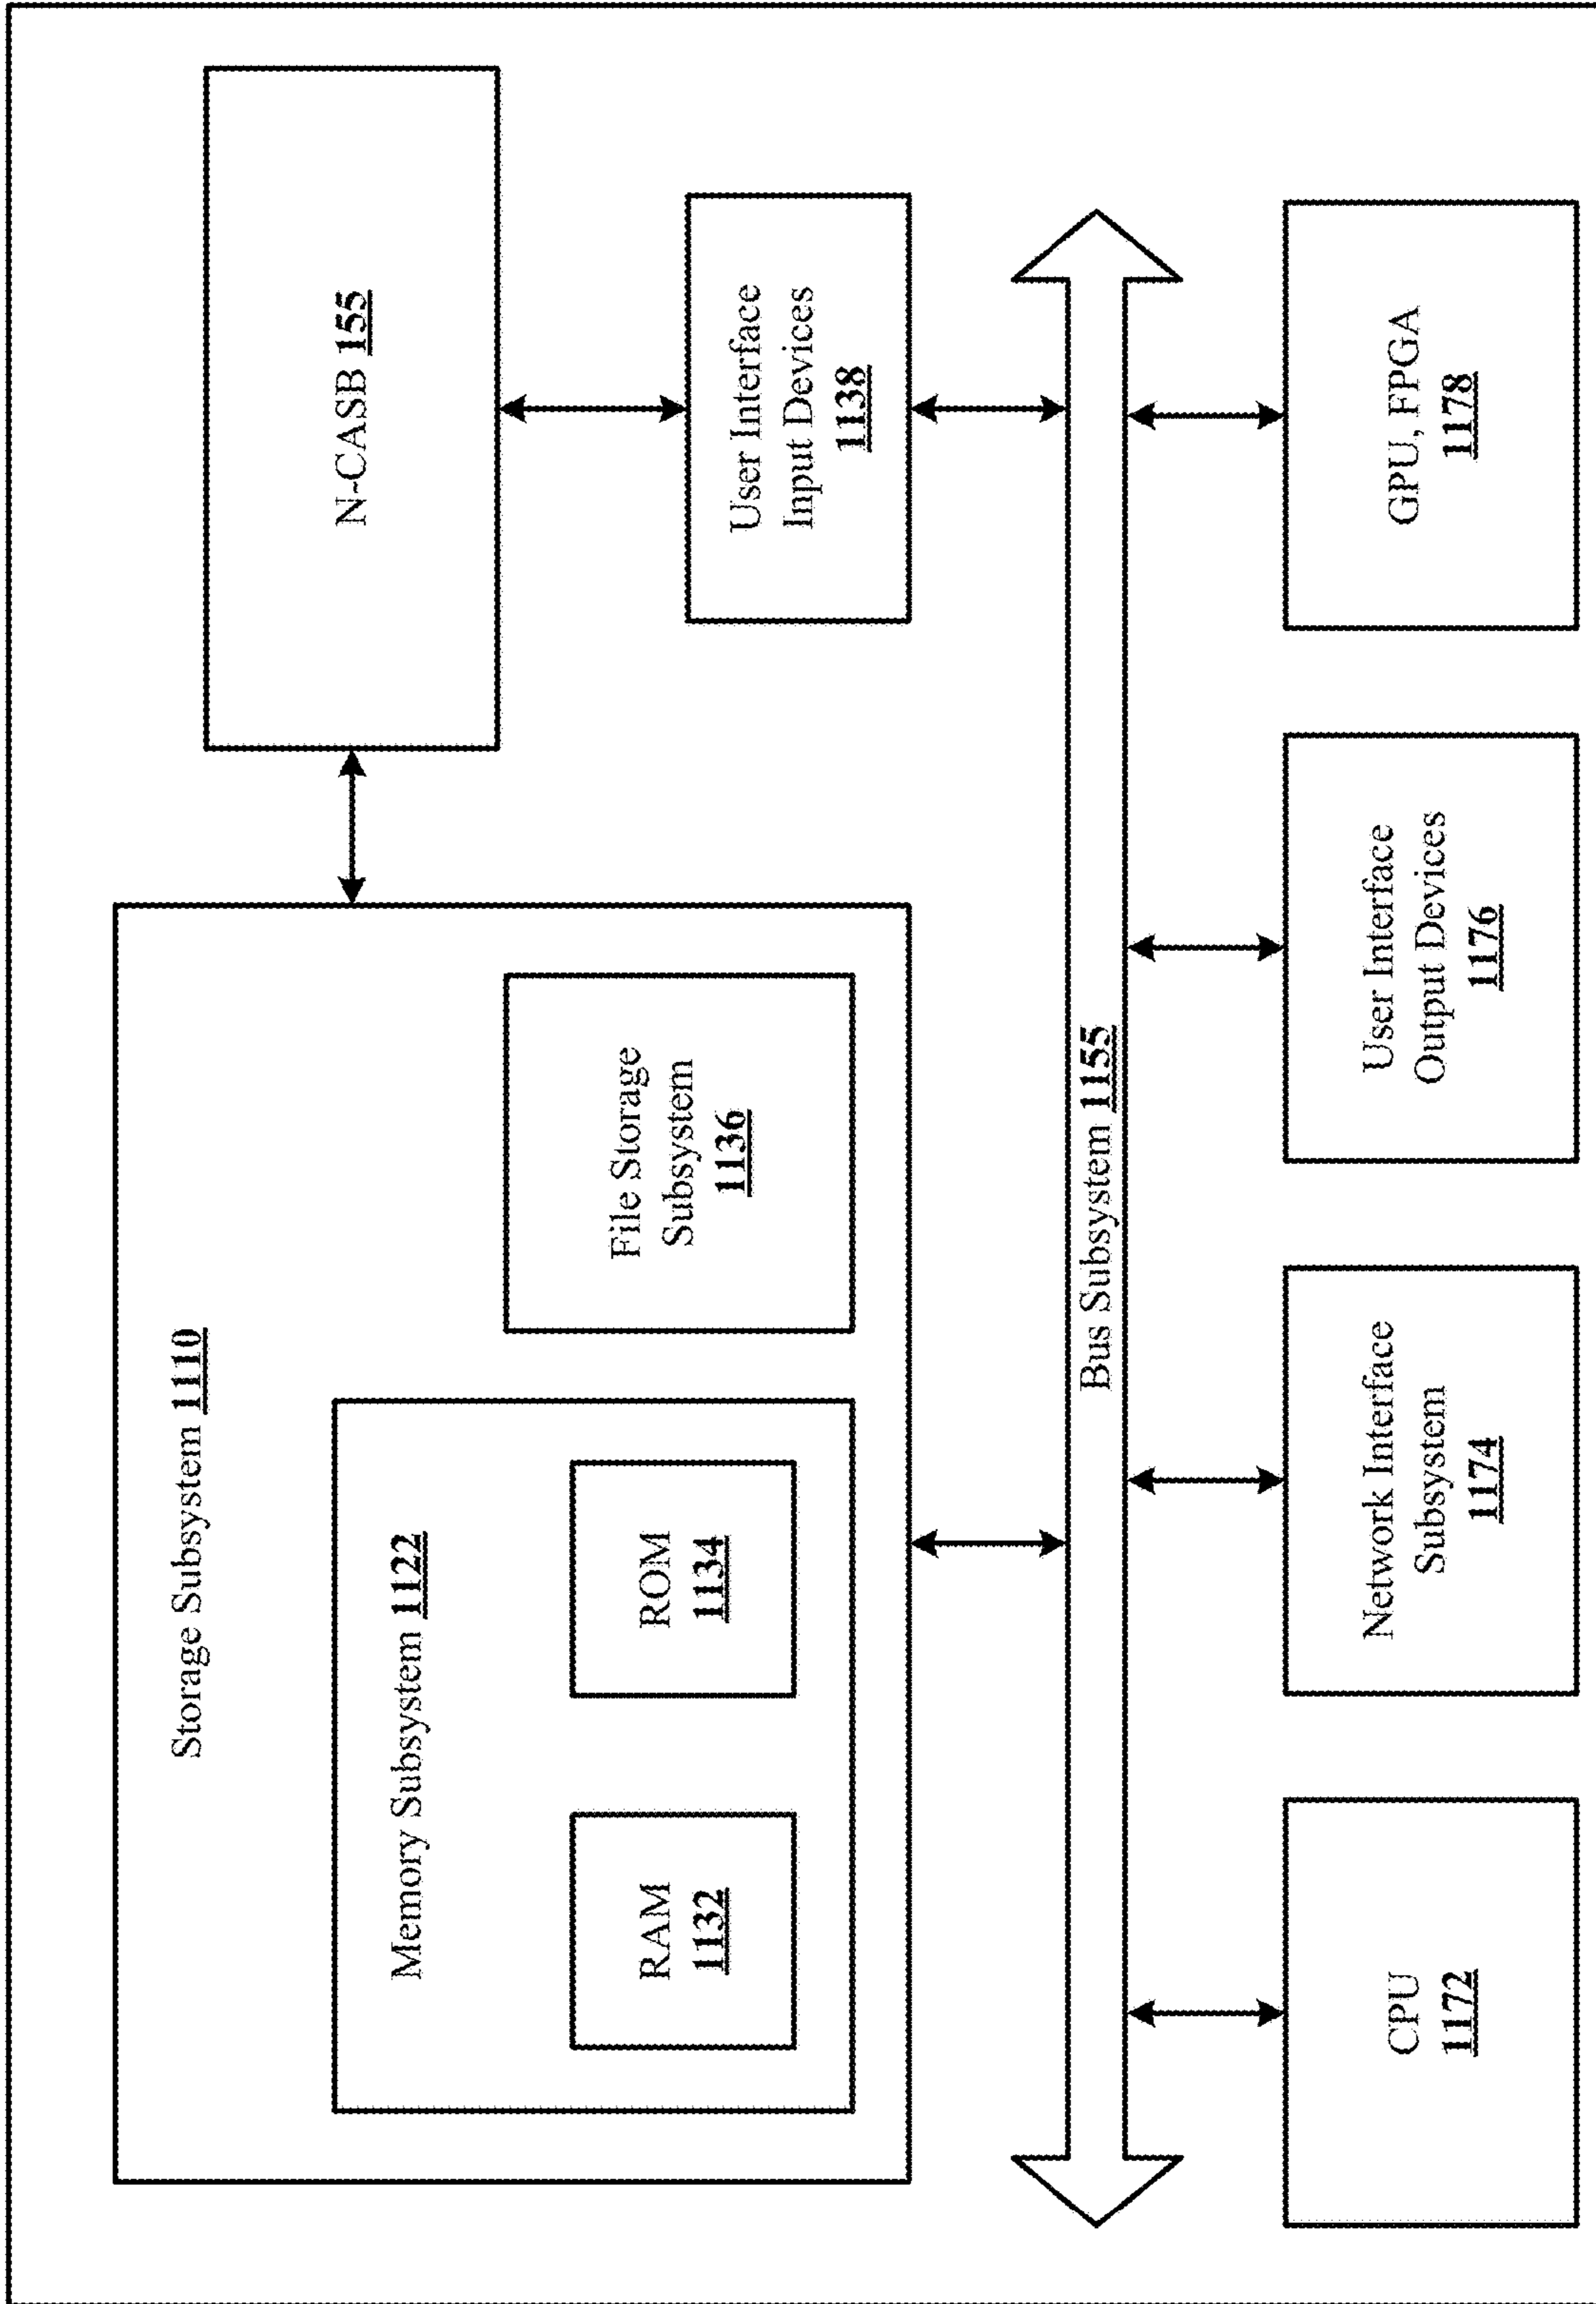 Storage Subsystem 1110
Memory Subsystem 1122
RAM
1132
ROM
1134
File Storage
Subsystem
1136
N-CASB 155
User Interface
Input Devices
1138
Bus Subsystem 1155
CPU
1172
Network Interface
Subsystem
1174
User Interface
Output Devices
1176
GPU, FPGA
1178